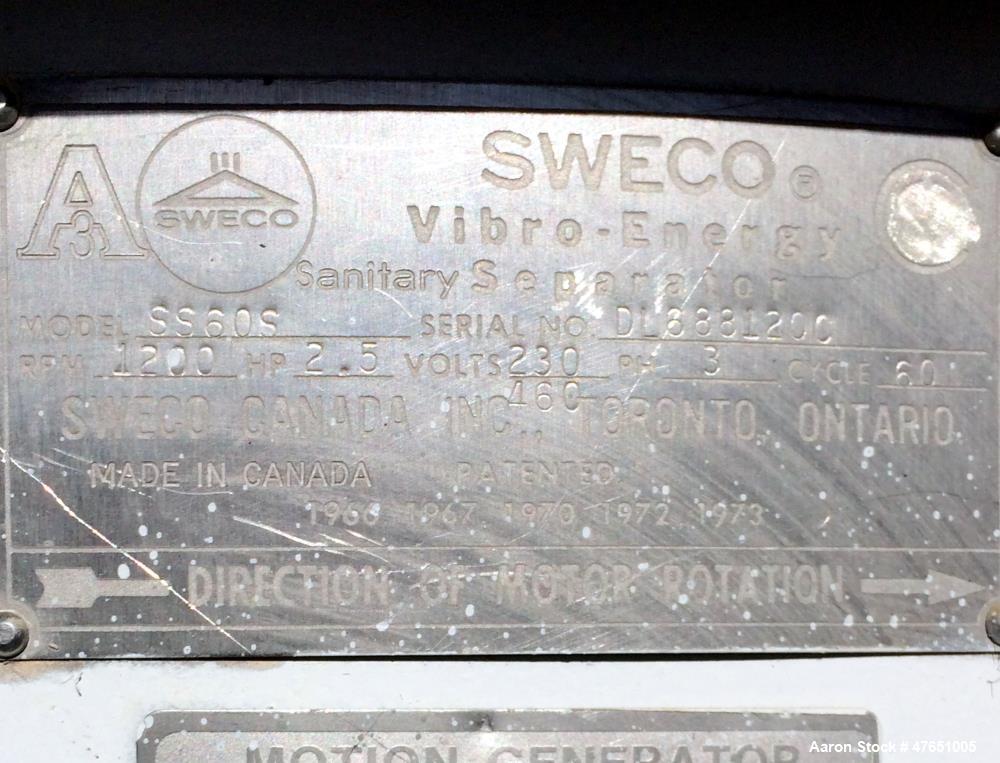 A
3
SWECO
SWECO ®
Vibro-Energy
Sanitary Separator
MODEL SS60S SERIAL NO. DL688120C
RPM 1200 HP 2.5 VOLTS 230 PH 3 CYCLE 60
460
SWECO CANADA INC., TORONTO, ONTARIO
MADE IN CANADA PATENTED
1966 1967 1970 1972 1973
DIRECTION OF MOTOR ROTATION
MOTION GENERATOR
Aaron Stock # 47651005